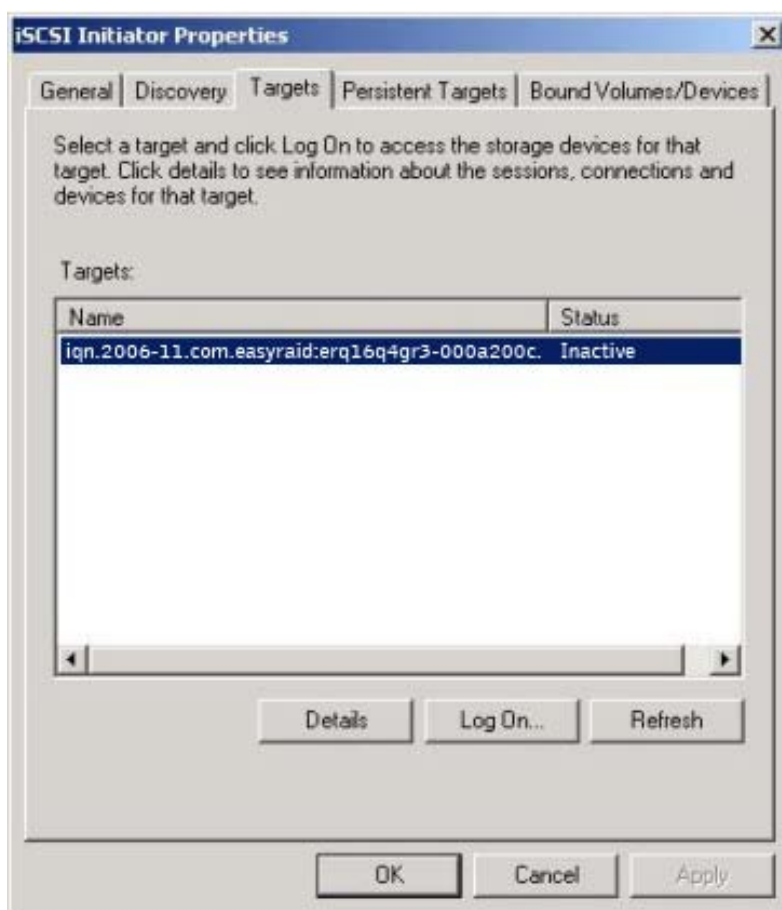 iSCSI Initiator Properties
General Discovery Targets Persistent Targets Bound Volumes/Devices
Select a target and click Log On to access the storage devices for that
target. Click details to see information about the sessions, connections and
devices for that target.
Targets:
Name Status
iqn.2006-11.com.easyraid:erq16q4gr3-000a200c. Inactive
Details Log On... Refresh
OK Cancel Apply